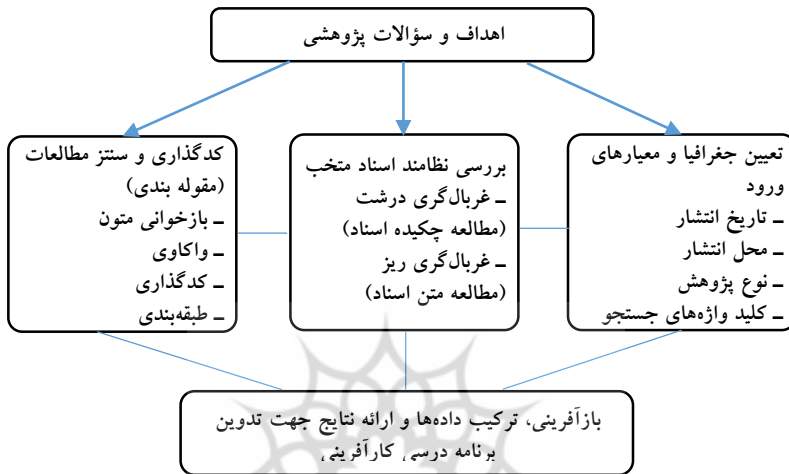 اهداف و سؤالات پژوهشی
تعیین جغرافیا و معیارهای
ورود
ـ تاریخ انتشار
ـ محل انتشار
ـ نوع پژوهش
ـ کلید واژه‌های جستجو
بررسی نظامند اسناد متخب
ـ غربال‌گری درشت
(مطالعه چکیده اسناد)
ـ غربال‌گری ریز
(مطالعه متن اسناد)
کدگذاری و سنتز مطالعات
(مقوله بندی)
ـ بازخوانی متون
ـ واکاوی
ـ کدگذاری
ـ طبقه‌بندی
بازآفرینی، ترکیب داده‌ها و ارائه نتایج جهت تدوین
برنامه درسی کارآفرینی